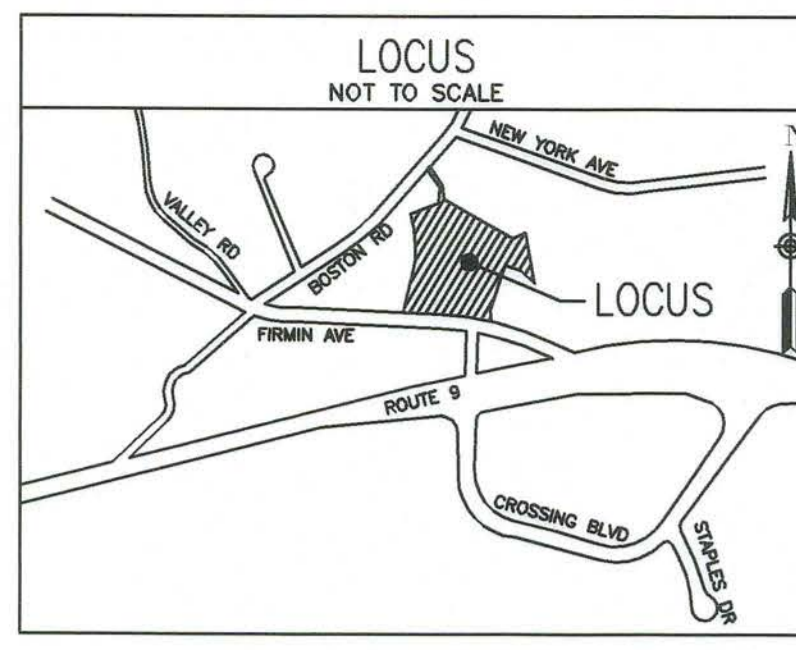 LOCUS
NOT TO SCALE
N
NEW YORK AVE
VALLEY RD
BOSTON RD
LOCUS
FIRMIN AVE
ROUTE 9
CROSSING BLVD
STAPLES DR